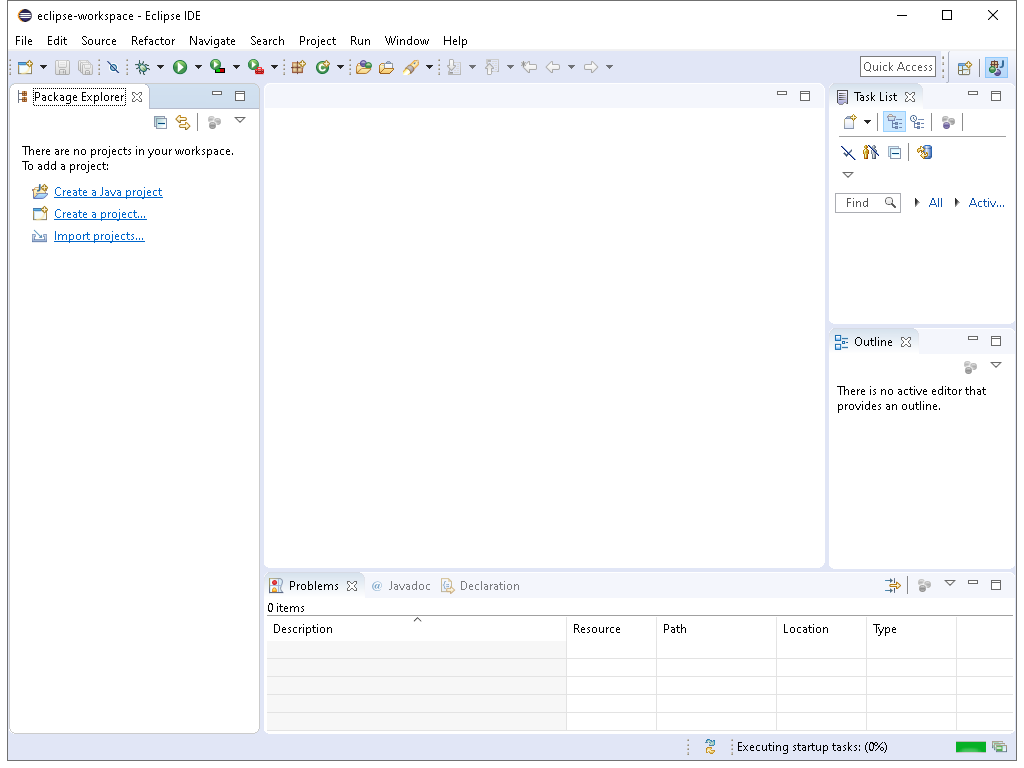 eclipse-workspace - Eclipse IDE
File Edit Source Refactor Navigate Search Project Run Window Help
Quick Access
Package Explorer
There are no projects in your workspace.
To add a project:
Create a Java project
Create a project...
Import projects...
Task List
Find All Activ...
Outline
There is no active editor that
provides an outline.
Problems @ Javadoc Declaration
0 items
Description Resource Path Location Type
Executing startup tasks: (0%)